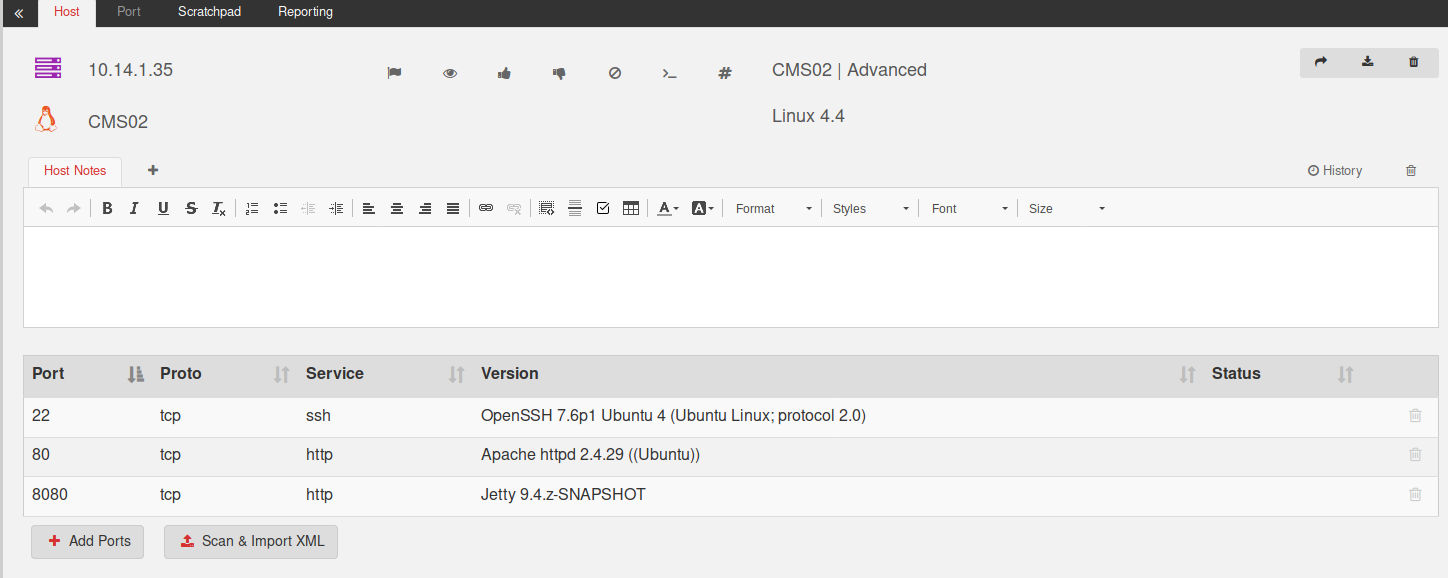 « Host Port Scratchpad Reporting
10.14.1.35 CMS02 | Advanced
CMS02 Linux 4.4
Host Notes History
B I U S Tx A A Format Styles Font Size
Port Proto Service Version Status
22 tcp ssh OpenSSH 7.6p1 Ubuntu 4 (Ubuntu Linux; protocol 2.0)
80 tcp http Apache httpd 2.4.29 ((Ubuntu))
8080 tcp http Jetty 9.4.z-SNAPSHOT
Add Ports Scan & Import XML